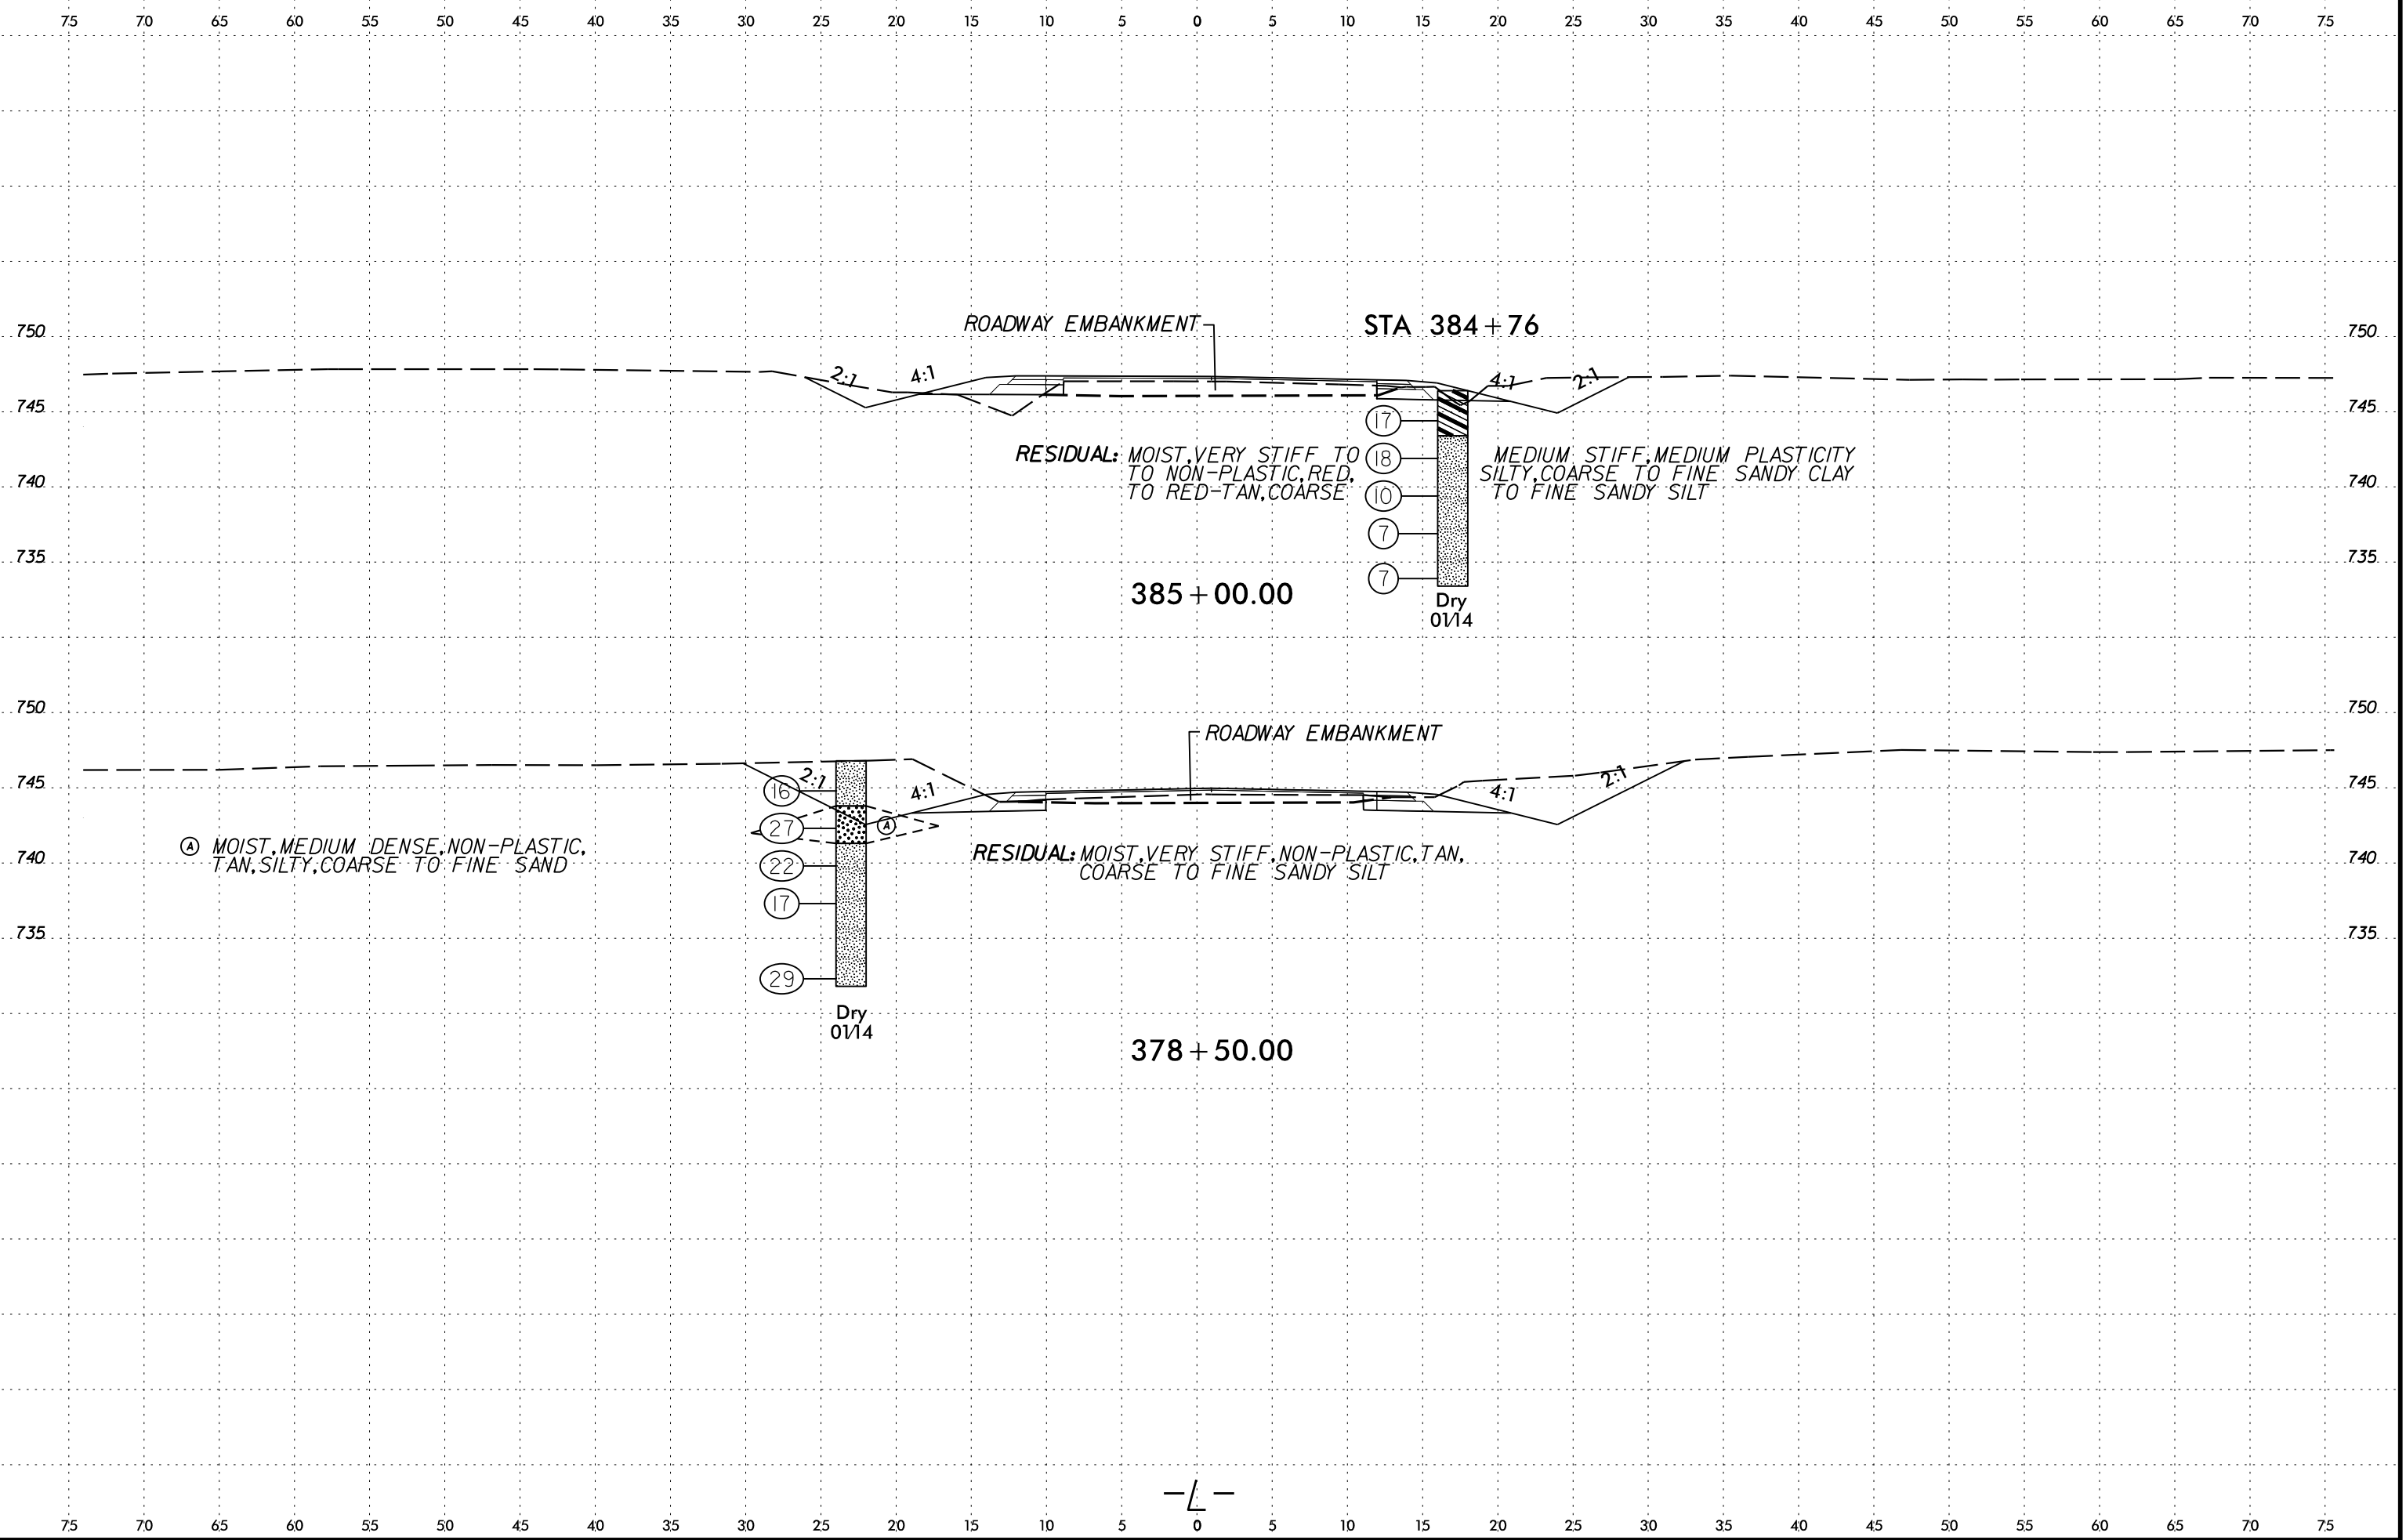 75 70 65 60 55 50 45 40 35 30 25 20 15 10 5 0 5 10 15 20 25 30 35 40 45 50 55 60 65 70 75
ROADWAY EMBANKMENT
STA 384+76
750 750
2:1 4:1 4:1 2:1
745 745
17
RESIDUAL: MOIST,VERY STIFF TO 18 MEDIUM STIFF,MEDIUM PLASTICITY
TO NON-PLASTIC,RED, SILTY,COARSE TO FINE SANDY CLAY
740 740
TO RED-TAN,COARSE 10 TO FINE SANDY SILT
7
735 735
7
385+00.00
Dry
01/14
750 750
ROADWAY EMBANKMENT
2:1 4:1 4:1 2:1
745 745
16
27 A
A MOIST,MEDIUM DENSE,NON-PLASTIC,
TAN,SILTY,COARSE TO FINE SAND
RESIDUAL: MOIST,VERY STIFF,NON-PLASTIC,TAN,
COARSE TO FINE SANDY SILT
740 740
22
17
735 735
29
Dry
01/14
378+50.00
-L-
75 70 65 60 55 50 45 40 35 30 25 20 15 10 5 0 5 10 15 20 25 30 35 40 45 50 55 60 65 70 75